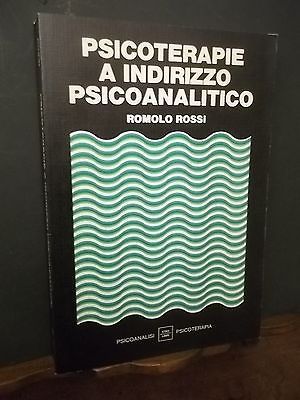 PSICOTERAPIE
A INDIRIZZO
PSICOANALITICO
ROMOLO ROSSI
PSICOANALISI PSICOTERAPIA